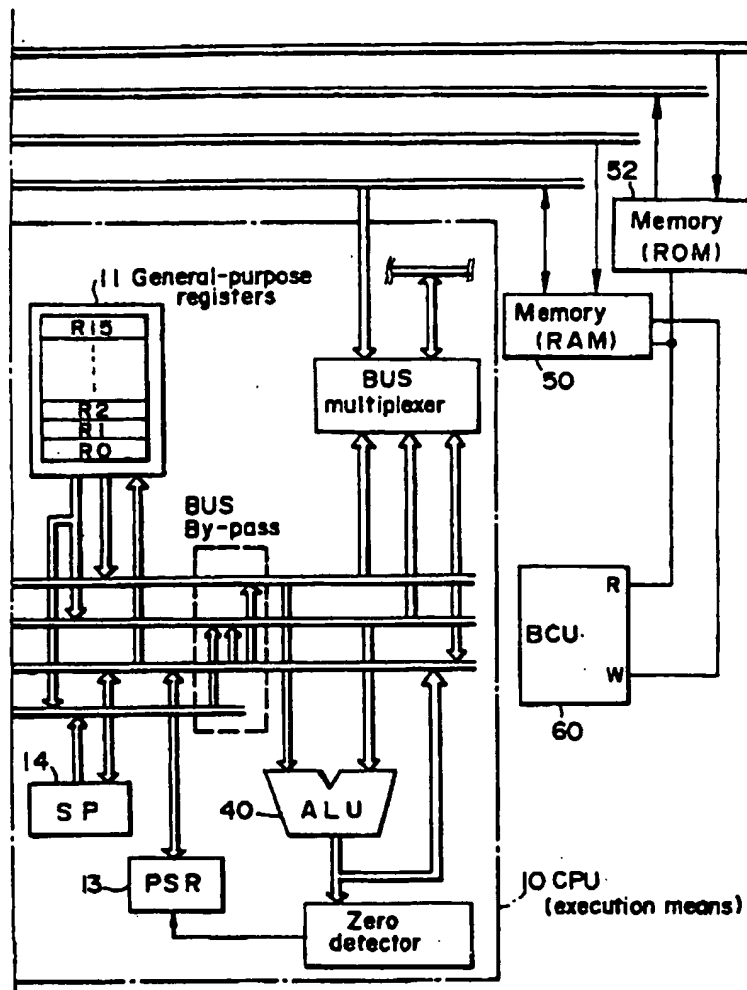 52
Memory
(ROM)
11 General-purpose
registers
R15
R2
R1
R0
Memory
(RAM)
50
BUS
multiplexer
BUS
By-pass
R
BCU
W
60
14
SP
40
ALU
13
PSR
10 CPU
(execution means)
Zero
detector